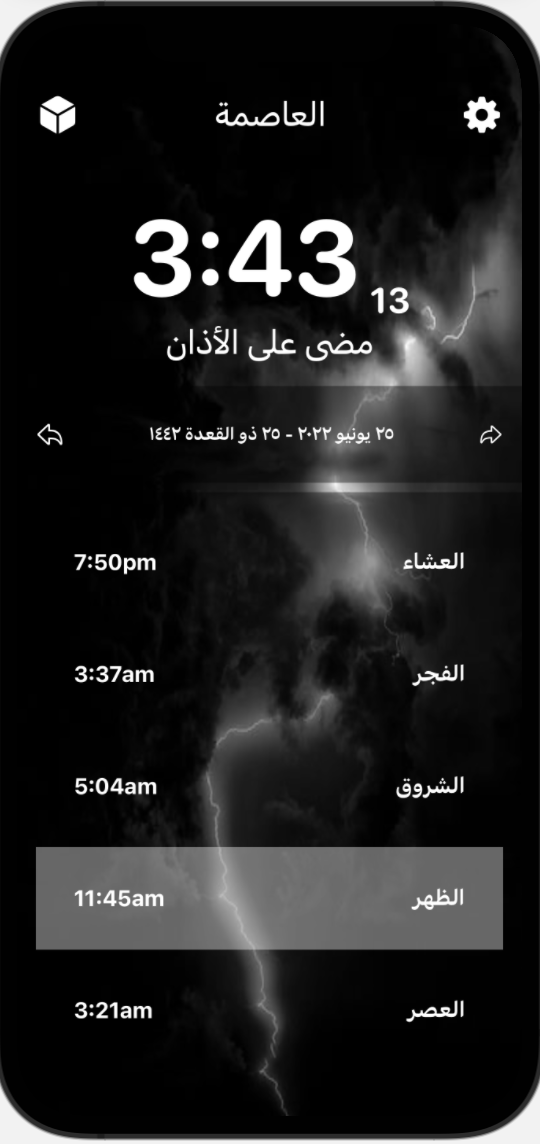 العاصمة
3:43 13
مضى على الأذان
٢٥ يونيو ٢٠٢٢ - ٢٥ ذو القعدة ١٤٤٢
العشاء 7:50pm
الفجر 3:37am
الشروق 5:04am
الظهر 11:45am
العصر 3:21am